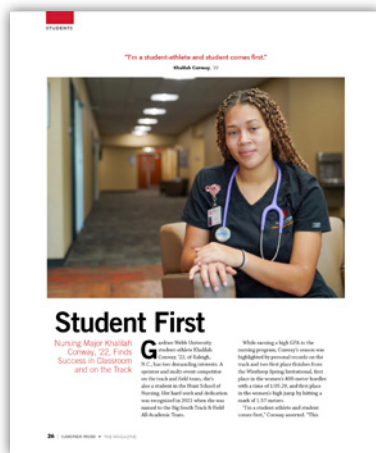 STUDENTS
"I'm a student-athlete and student comes first."
Khalilah Conway, '22
Student First
Nursing Major Khalilah
Conway, '22, Finds
Success in Classroom
and on the Track
Gardner-Webb University
student-athlete Khalilah
Conway, '22, of Raleigh,
N.C., has two demanding interests: A
sprinter and multi-event competitor
on the track and field team, she's
also a student in the Hunt School of
Nursing. Her hard work and dedication
was recognized in 2021 when she was
named to the Big South Track & Field
All-Academic Team.
While earning a high GPA in the
nursing program, Conway's season was
highlighted by personal records on the
track and two first place finishes from
the Winthrop Spring Invitational, first
place in the women's 400-meter hurdles
with a time of 1:05.29, and first place
in the women's high jump by hitting a
mark of 1.57 meters.
"I'm a student-athlete and student
comes first," Conway asserted. "This
36 | GARDNER-WEBB • THE MAGAZINE